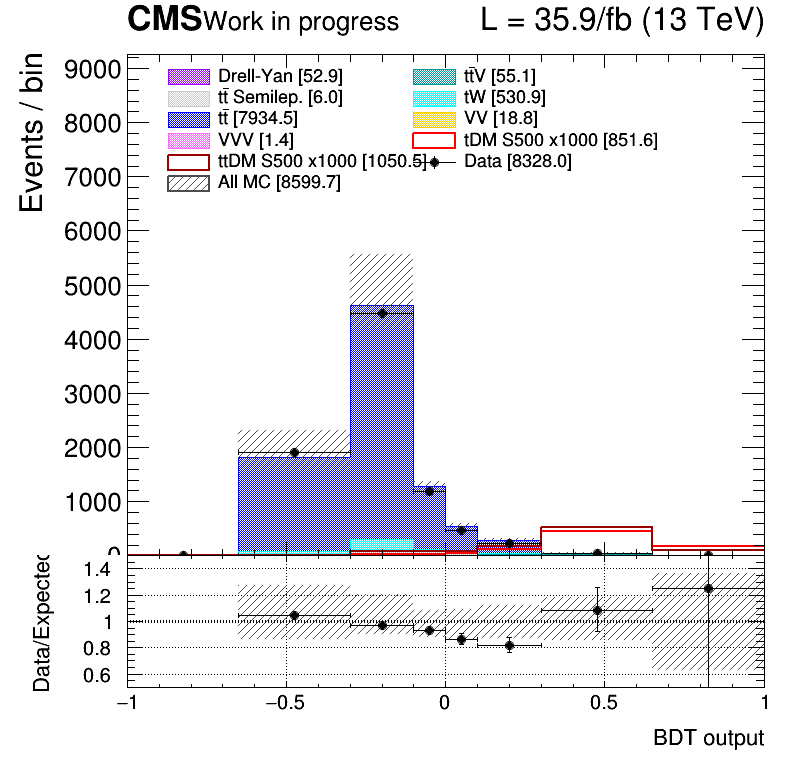 CMS Work in progress L = 35.9/fb (13 TeV)
Events / bin
9000
8000
7000
6000
5000
4000
3000
2000
1000
0
Drell-Yan [52.9] tt̄V [55.1]
tt̄ Semilep. [6.0] tW [530.9]
tt̄ [7934.5] VV [18.8]
VVV [1.4] tDM S500 x1000 [851.6]
ttDM S500 x1000 [1050.5] Data [8328.0]
All MC [8599.7]
Data/Expected
1.4
1.2
1
0.8
0.6
−1 −0.5 0 0.5 1
BDT output